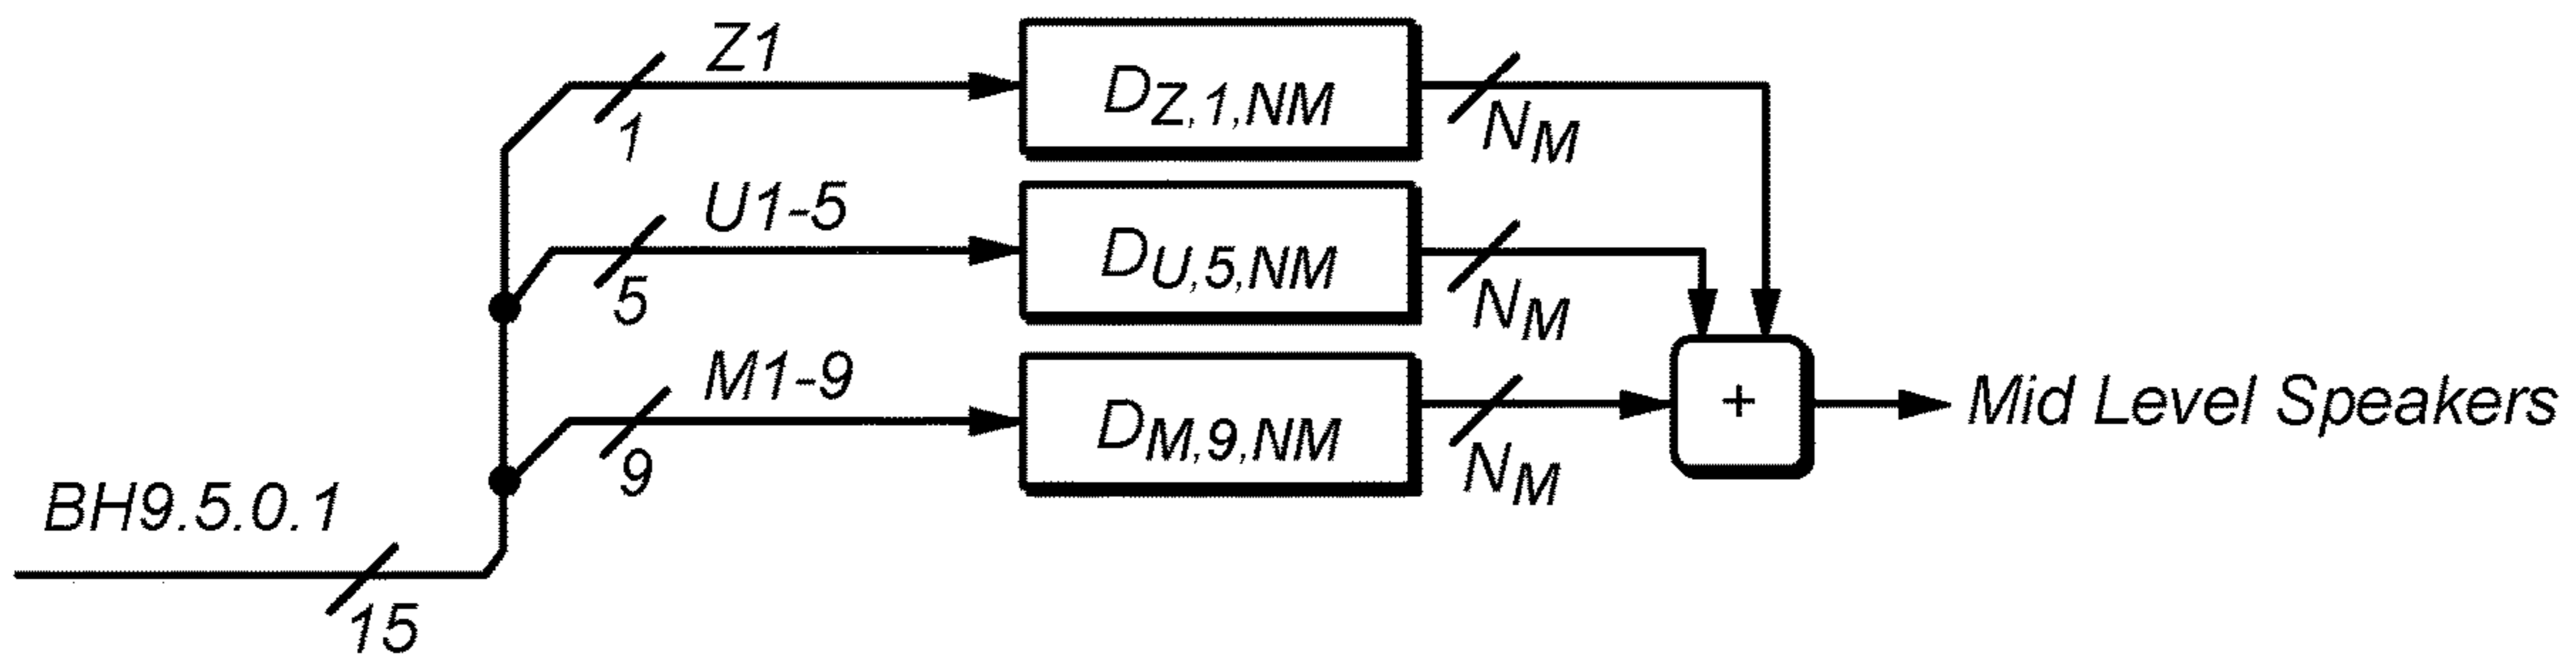 Z1
1
D_{Z,1,NM}
N_M
U1-5
5
D_{U,5,NM}
N_M
M1-9
9
D_{M,9,NM}
N_M
+
Mid Level Speakers
BH9.5.0.1
15